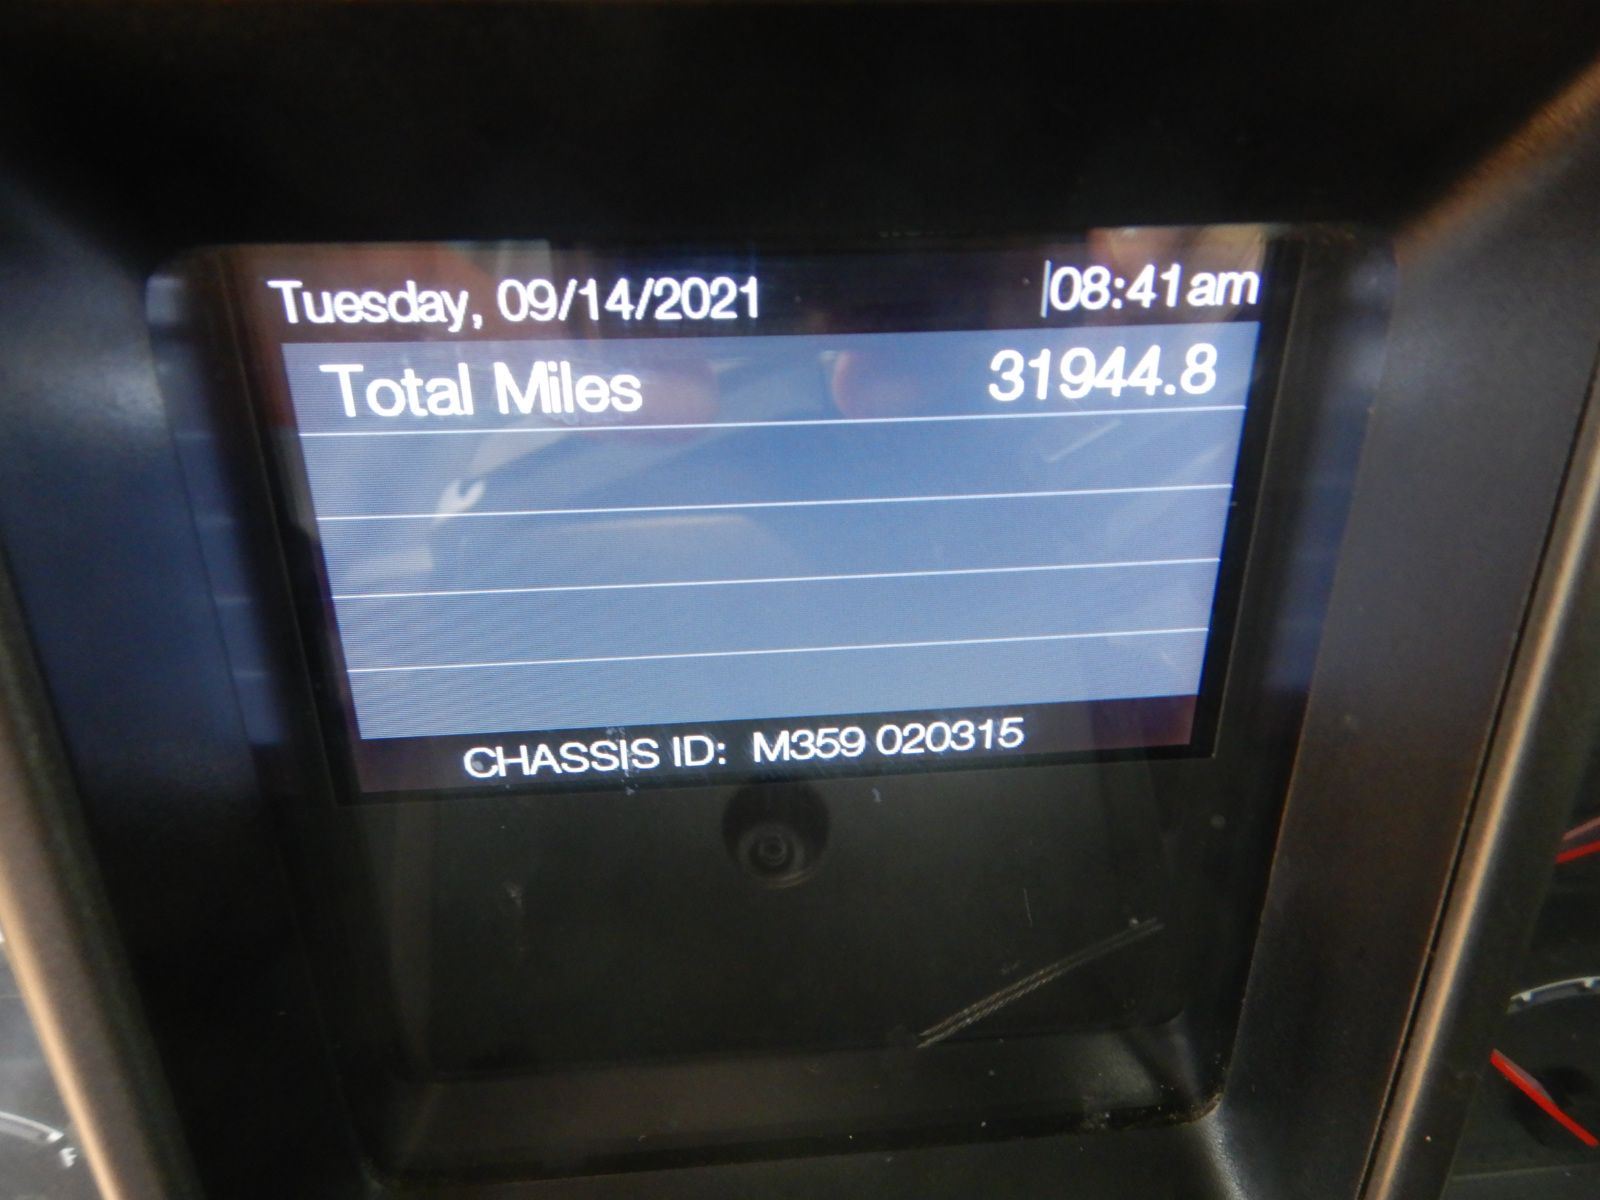 Tuesday, 09/14/2021 08:41am
Total Miles 31944.8
CHASSIS ID: M359 020315
F